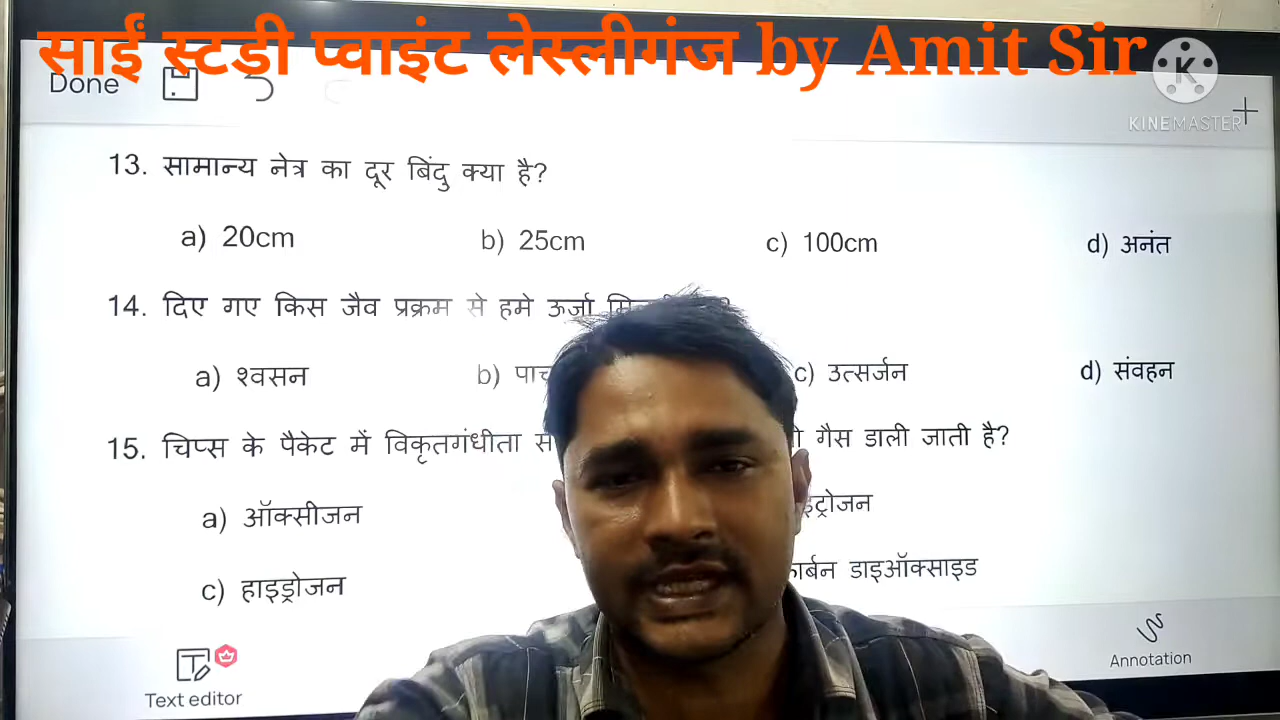 साईं स्टडी प्वाइंट लेस्लीगंज by Amit Sir
Done
KINEMASTER
13. सामान्य नेत्र का दूर बिंदु क्या है?
a) 20cm b) 25cm c) 100cm d) अनंत
14. दिए गए किस जैव प्रक्रम से हमे ऊर्जा
a) श्वसन b) c) उत्सर्जन d) संवहन
15. चिप्स के पैकेट में विकृतगंधीता गैस डाली जाती है?
a) ऑक्सीजन
c) हाइड्रोजन डाइऑक्साइड
Text editor
Annotation